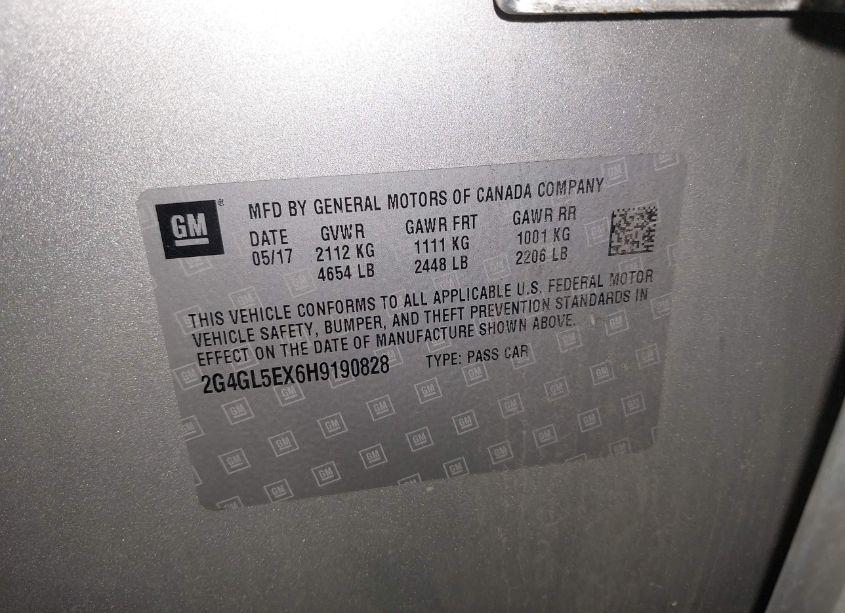 GM ® MFD BY GENERAL MOTORS OF CANADA COMPANY
DATE GVWR GAWR FRT GAWR RR
05/17 2112 KG 1111 KG 1001 KG
4654 LB 2448 LB 2206 LB
THIS VEHICLE CONFORMS TO ALL APPLICABLE U.S. FEDERAL MOTOR
VEHICLE SAFETY, BUMPER, AND THEFT PREVENTION STANDARDS IN
EFFECT ON THE DATE OF MANUFACTURE SHOWN ABOVE.
2G4GL5EX6H9190828 TYPE: PASS CAR